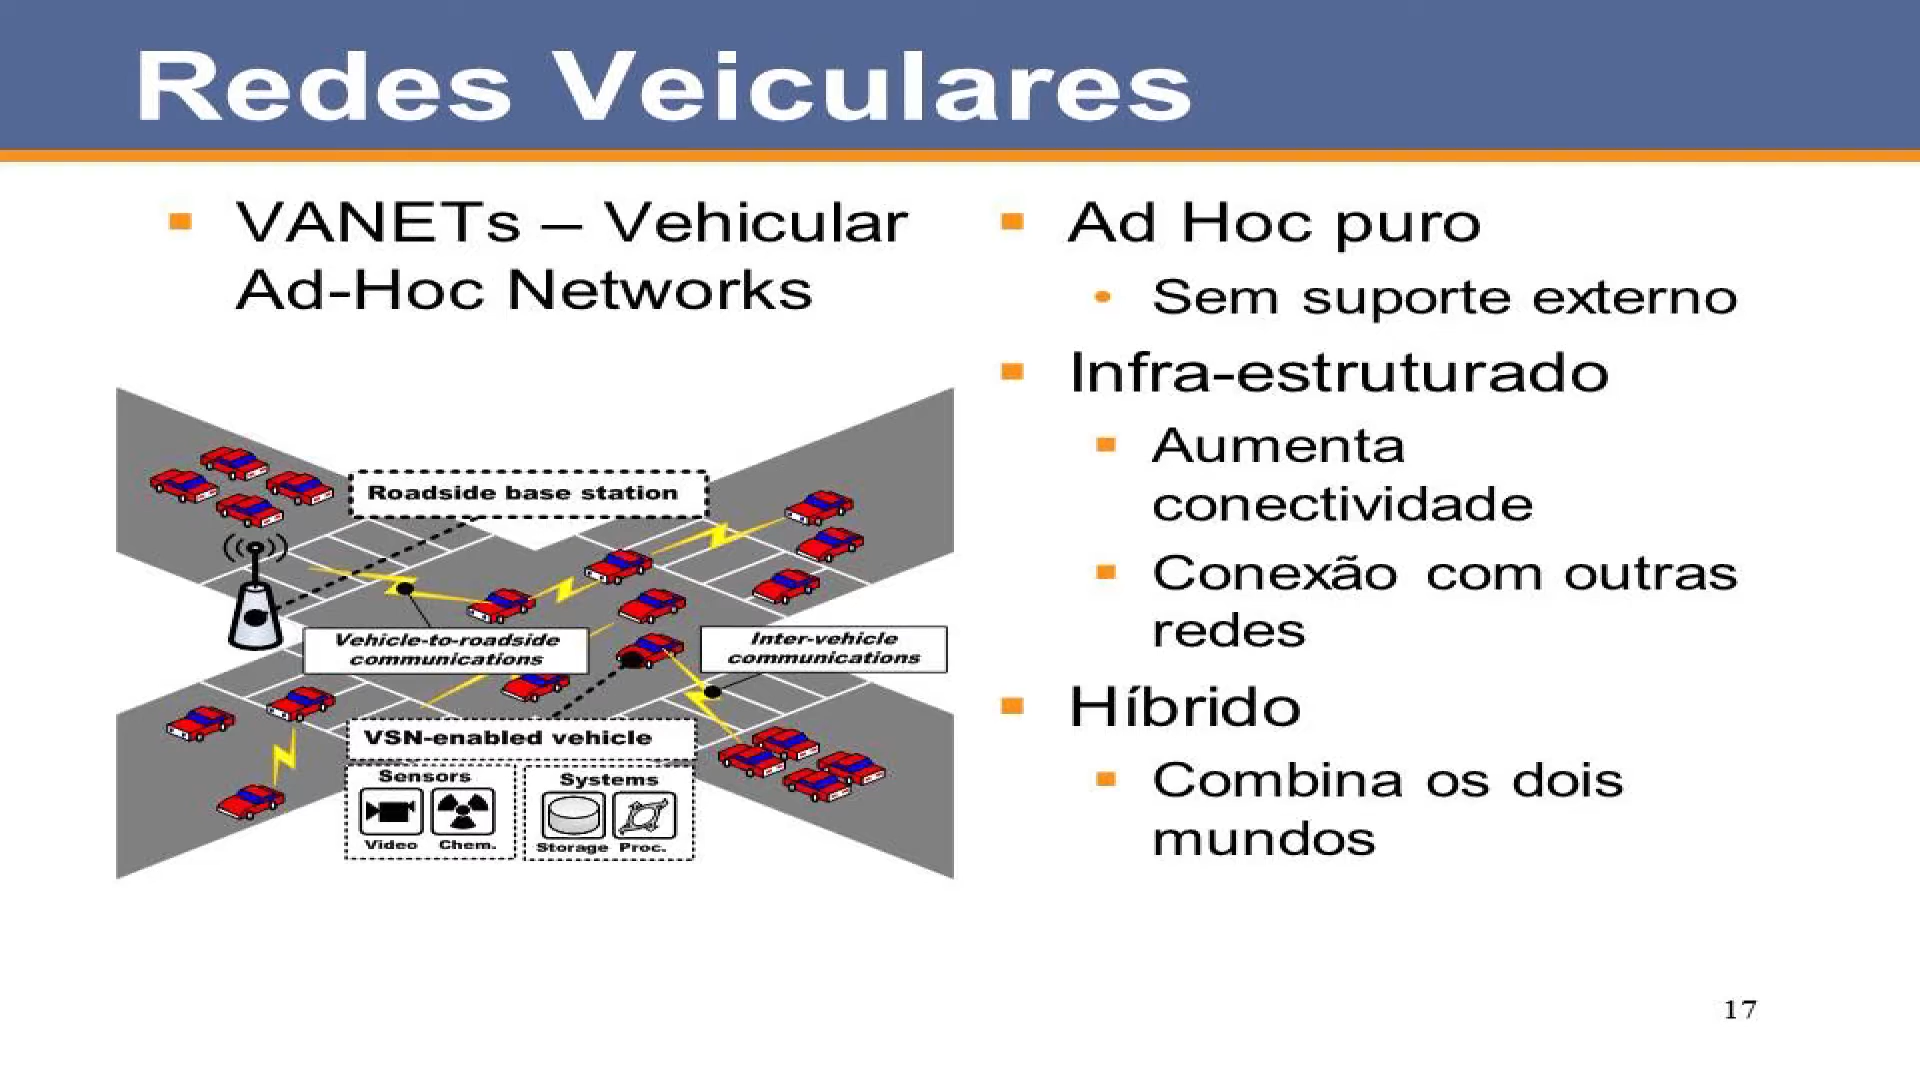 Redes Veiculares
VANETs – Vehicular
Ad-Hoc Networks
Roadside base station
Vehicle-to-roadside
communications
Inter-vehicle
communications
VSN-enabled vehicle
Sensors
Video Chem.
Systems
Storage Proc.
Ad Hoc puro
Sem suporte externo
Infra-estruturado
Aumenta
conectividade
Conexão com outras
redes
Híbrido
Combina os dois
mundos
17